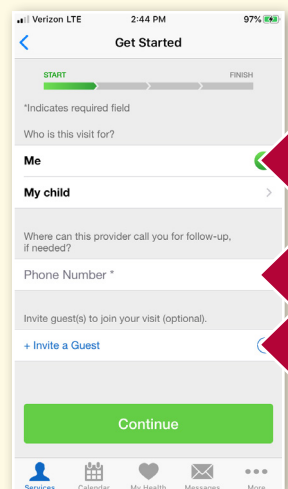 Verizon LTE 2:44 PM 97%
Get Started
START FINISH
*Indicates required field
Who is this visit for?
Me
My child
Where can this provider call you for follow-up,
if needed?
Phone Number *
Invite guest(s) to join your visit (optional).
+ Invite a Guest
Continue
Services Calendar My Health Messages More